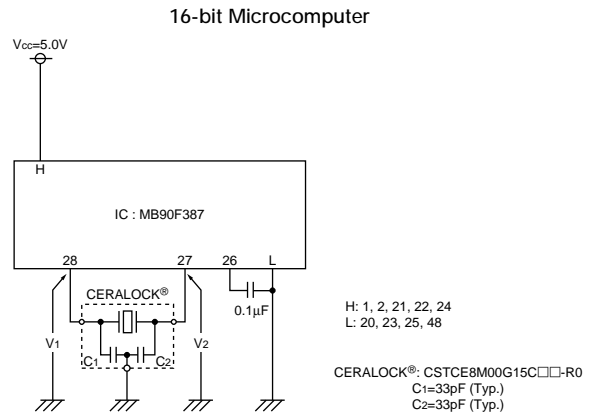 16-bit Microcomputer
Vcc=5.0V
H
IC : MB90F387
28 27 26 L
CERALOCK®
0.1μF
V1 C1 C2 V2
H: 1, 2, 21, 22, 24
L: 20, 23, 25, 48
CERALOCK®: CSTCE8M00G15C□□-R0
C1=33pF (Typ.)
C2=33pF (Typ.)